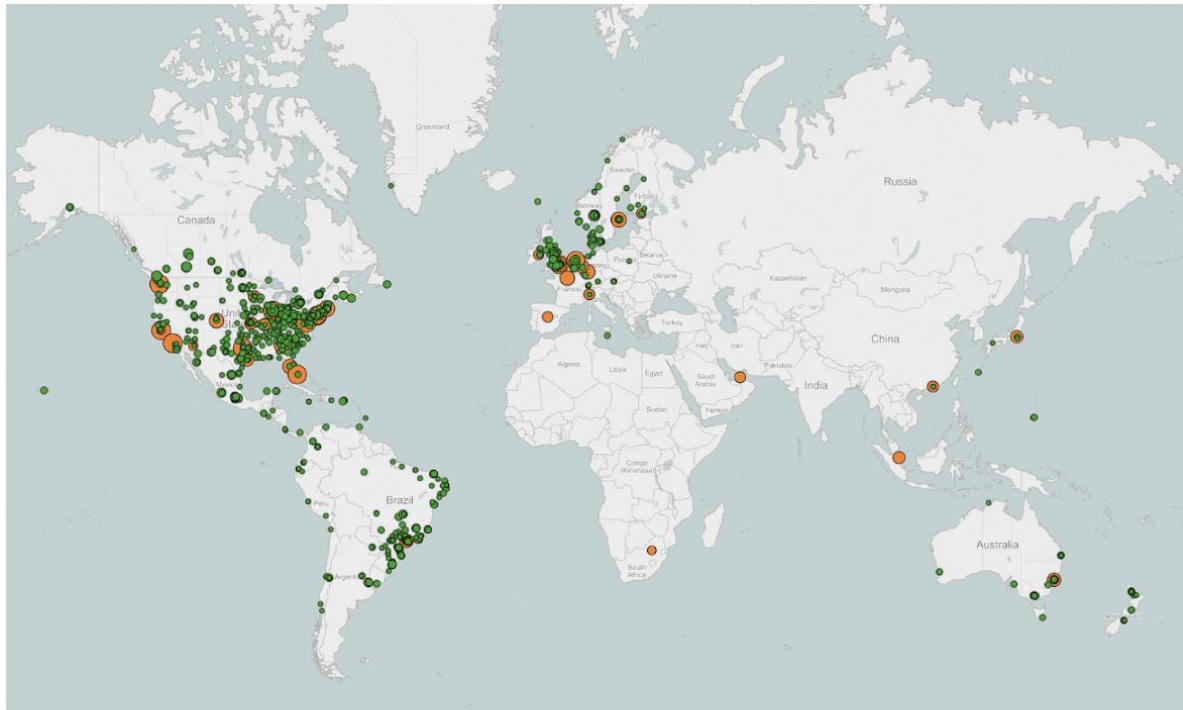 Greenland
Sweden
Finland
Russia
Norway
Canada
Belarus
Ukraine
Kazakhstan
France
Mongolia
Turkey
China
Iraq
Iran
Algeria
Libya
Egypt
Saudi
Arabia
Pakistan
India
Mexico
Sudan
Yemen
Congo
(Kinshasa)
Peru
Brazil
Australia
South
Africa